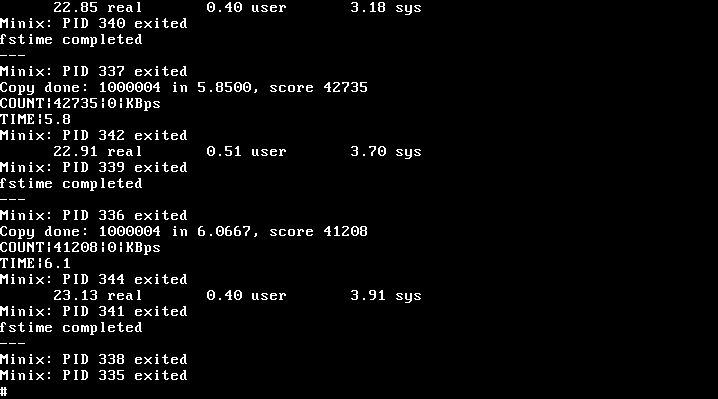 22.85 real 0.40 user 3.18 sys
Minix: PID 340 exited
fstime completed
---
Minix: PID 337 exited
Copy done: 1000004 in 5.8500, score 42735
COUNT|42735|0|KBps
TIME|5.8
Minix: PID 342 exited
22.91 real 0.51 user 3.70 sys
Minix: PID 339 exited
fstime completed
---
Minix: PID 336 exited
Copy done: 1000004 in 6.0667, score 41208
COUNT|41208|0|KBps
TIME|6.1
Minix: PID 344 exited
23.13 real 0.40 user 3.91 sys
Minix: PID 341 exited
fstime completed
---
Minix: PID 338 exited
Minix: PID 335 exited
#